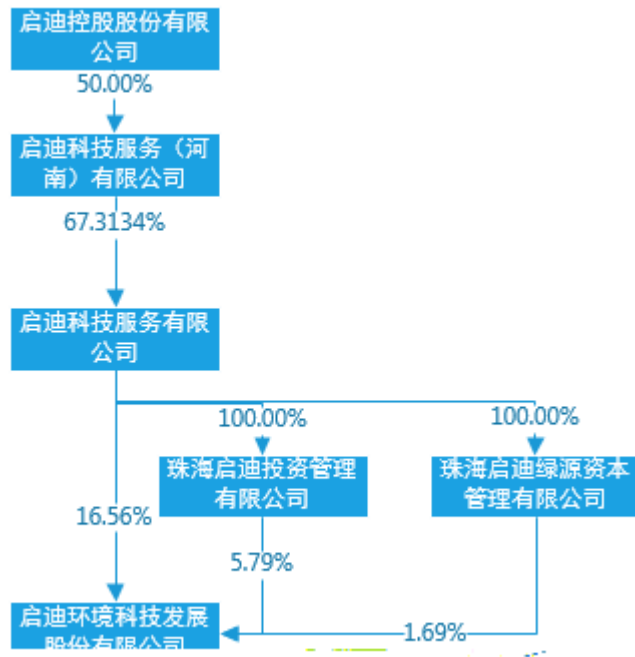 启迪控股股份有限
公司
50.00%
启迪科技服务（河
南）有限公司
67.3134%
启迪科技服务有限
公司
100.00%
100.00%
珠海启迪投资管理
有限公司
珠海启迪绿源资本
管理有限公司
16.56%
5.79%
启迪环境科技发展
股份有限公司
1.69%